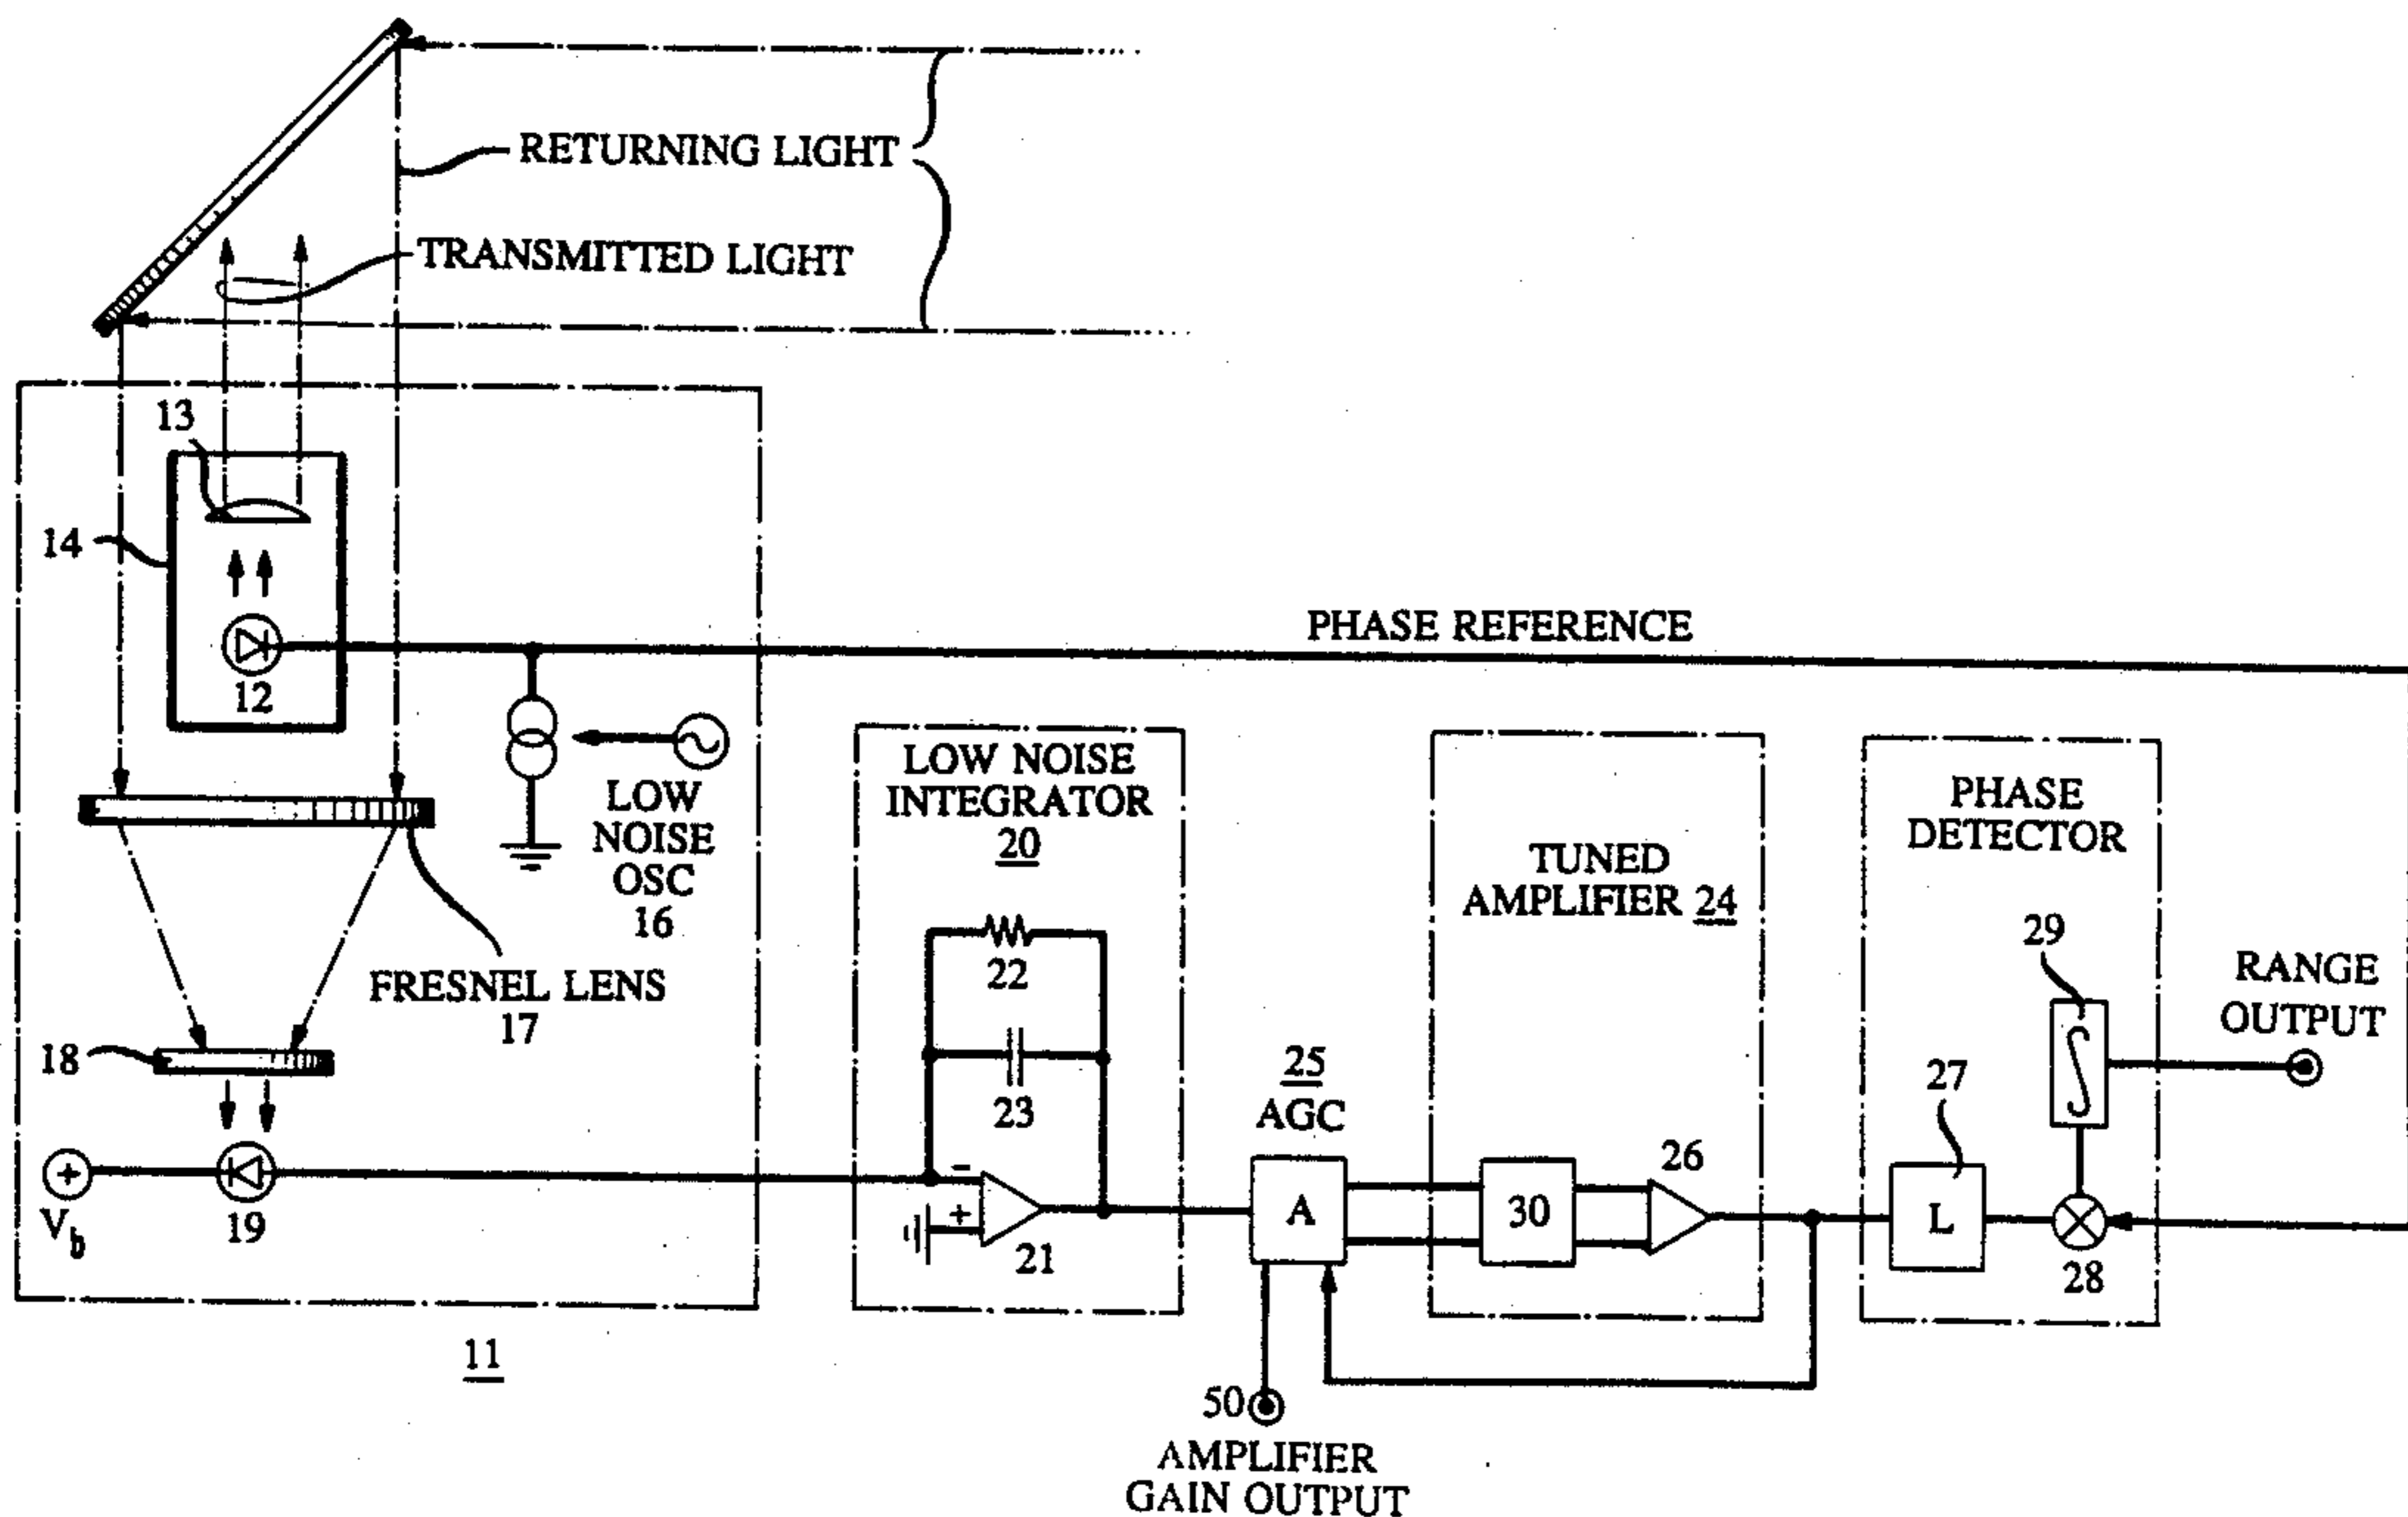 RETURNING LIGHT
TRANSMITTED LIGHT
13
14
12
PHASE REFERENCE
LOW
NOISE
OSC
16
FRESNEL LENS
17
18
+
V_b
19
11
LOW NOISE
INTEGRATOR
20
22
23
-
+
21
25
AGC
A
50
AMPLIFIER
GAIN OUTPUT
TUNED
AMPLIFIER 24
30
26
PHASE
DETECTOR
29
27
L
28
RANGE
OUTPUT